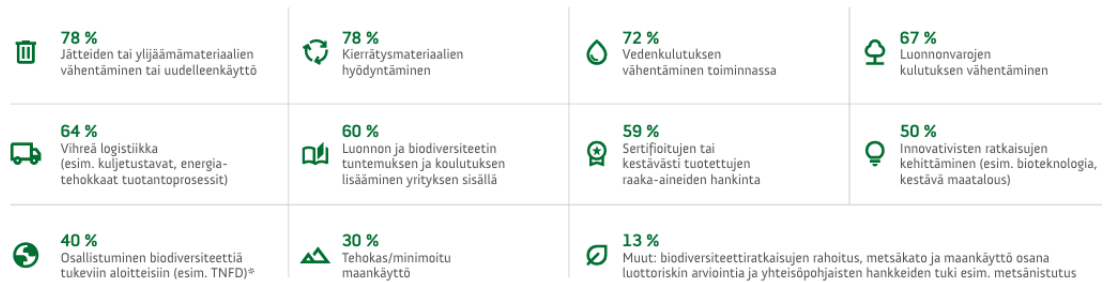 78 %
Jätteiden tai ylijäämämateriaalien
vähentäminen tai uudelleenkäyttö
78 %
Kierrätysmateriaalien
hyödyntäminen
72 %
Vedenkulutuksen
vähentäminen toiminnassa
67 %
Luonnonvarojen
kulutuksen vähentäminen
64 %
Vihreä logistiikka
(esim. kuljetustavat, energia-
tehokkaat tuotantoprosessit)
60 %
Luonnon ja biodiversiteetin
tuntemuksen ja koulutuksen
lisääminen yrityksen sisällä
59 %
Sertifioitujen tai
kestävästi tuotettujen
raaka-aineiden hankinta
50 %
Innovativisten ratkaisujen
kehittäminen (esim. bioteknologia,
kestävä maatalous)
40 %
Osallistuminen biodiversiteettiä
tukeviin aloitteisiin (esim. TNFD)*
30 %
Tehokas/minimoitu
maankäyttö
13 %
Muut: biodiversiteettiratkaisujen rahoitus, metsäkato ja maankäyttö osana
luottoriskin arviointia ja yhteisöpohjaisten hankkeiden tuki esim. metsänistutus